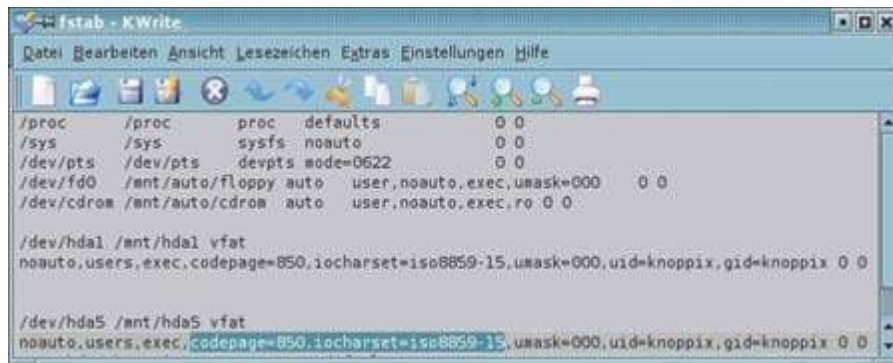 fstab - KWrite
Datei Bearbeiten Ansicht Lesezeichen Extras Einstellungen Hilfe
/proc /proc proc defaults 0 0
/sys /sys sysfs noauto 0 0
/dev/pts /dev/pts devpts mode=0622 0 0
/dev/fd0 /mnt/auto/floppy auto user,noauto,exec,umask=000 0 0
/dev/cdrom /mnt/auto/cdrom auto user,noauto,exec,ro 0 0
/dev/hda1 /mnt/hda1 vfat
noauto,users,exec,codepage=850,iocharset=iso8859-15,umask=000,uid=knoppix,gid=knoppix 0 0
/dev/hda5 /mnt/hda5 vfat
noauto,users,exec,codepage=850,iocharset=iso8859-15,umask=000,uid=knoppix,gid=knoppix 0 0